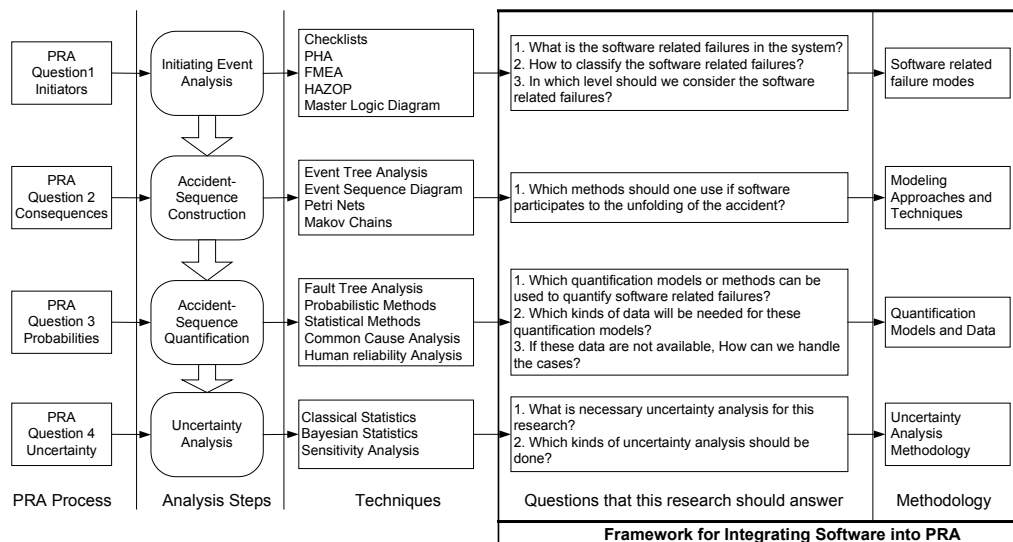 PRA
Question1
Initiators
Initiating Event
Analysis
Checklists
PHA
FMEA
HAZOP
Master Logic Diagram
1. What is the software related failures in the system?
2. How to classify the software related failures?
3. In which level should we consider the software
related failures?
Software related
failure modes
PRA
Question 2
Consequences
Accident-
Sequence
Construction
Event Tree Analysis
Event Sequence Diagram
Petri Nets
Makov Chains
1. Which methods should one use if software
participates to the unfolding of the accident?
Modeling
Approaches and
Techniques
PRA
Question 3
Probabilities
Accident-
Sequence
Quantification
Fault Tree Analysis
Probabilistic Methods
Statistical Methods
Common Cause Analysis
Human reliability Analysis
1. Which quantification models or methods can be
used to quantify software related failures?
2. Which kinds of data will be needed for these
quantification models?
3. If these data are not available, How can we handle
the cases?
Quantification
Models and Data
PRA
Question 4
Uncertainty
Uncertainty
Analysis
Classical Statistics
Bayesian Statistics
Sensitivity Analysis
1. What is necessary uncertainty analysis for this
research?
2. Which kinds of uncertainty analysis should be
done?
Uncertainty
Analysis
Methodology
PRA Process
Analysis Steps
Techniques
Questions that this research should answer
Methodology
Framework for Integrating Software into PRA